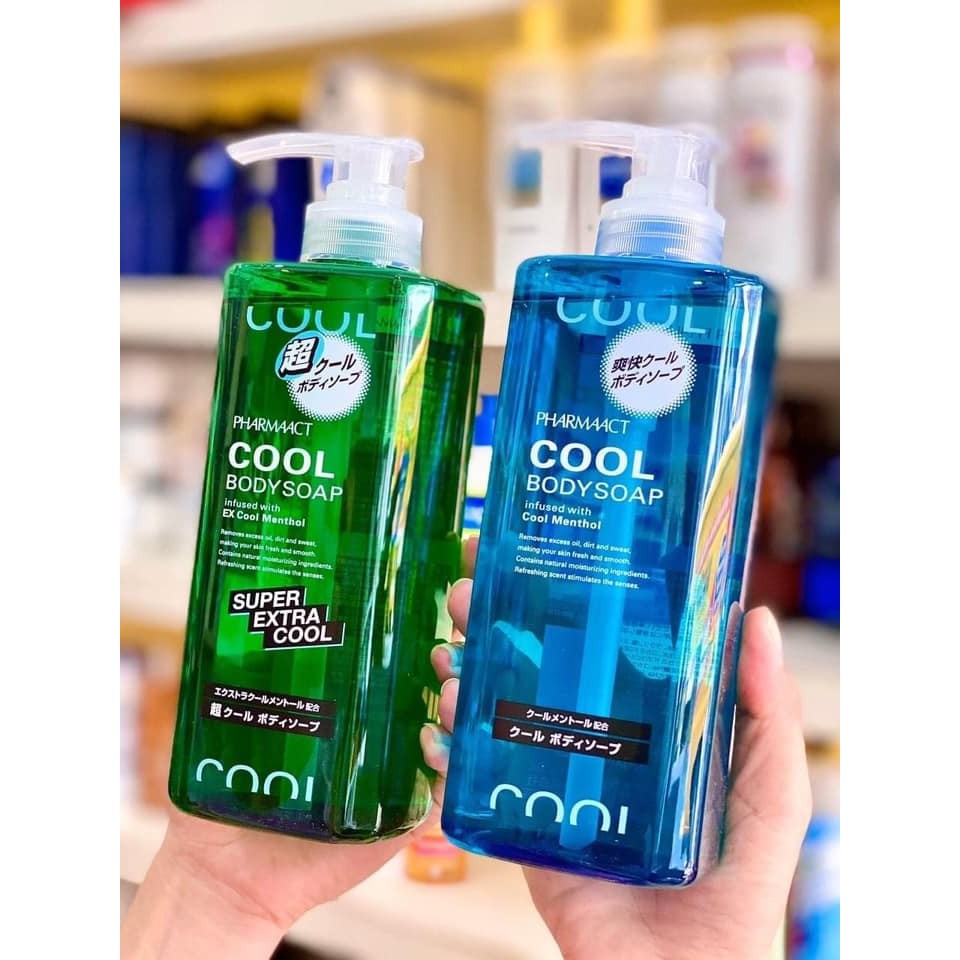 COOL
超クール
ボディソープ
PHARMAACT
COOL
BODYSOAP
infused with
EX Cool Menthol
Removes excess oil, dirt and sweat,
making your skin fresh and smooth.
Contains natural moisturizing ingredients.
Refreshing scent stimulates the senses.
SUPER
EXTRA
COOL
エクストラクールメントール配合
超クール ボディソープ
COOL
COOL
爽快クール
ボディソープ
PHARMAACT
COOL
BODYSOAP
infused with
Cool Menthol
Removes excess oil, dirt and sweat,
making your skin fresh and smooth.
Contains natural moisturizing ingredients.
Refreshing scent stimulates the senses.
クールメントール配合
クール ボディソープ
COOL